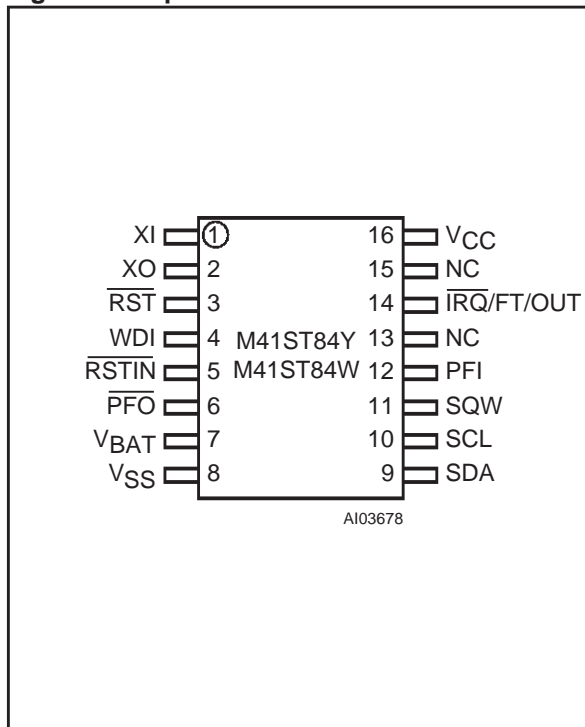 XI 1 16 VCC
XO 2 15 NC
RST 3 14 IRQ/FT/OUT
WDI 4 M41ST84Y 13 NC
RSTIN 5 M41ST84W 12 PFI
PFO 6 11 SQW
VBAT 7 10 SCL
VSS 8 9 SDA
AI03678